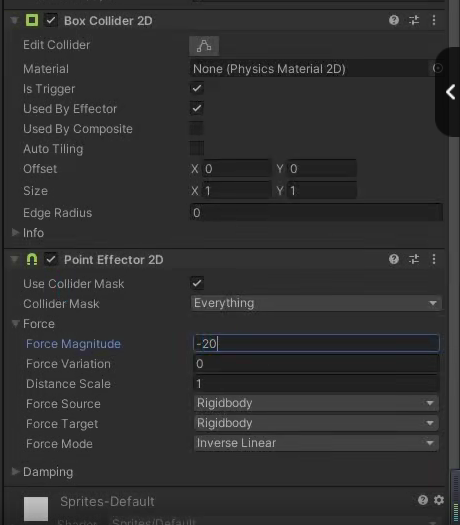 Box Collider 2D
Edit Collider
Material None (Physics Material 2D)
Is Trigger
Used By Effector
Used By Composite
Auto Tiling
Offset X 0 Y 0
Size X 1 Y 1
Edge Radius 0
Info
Point Effector 2D
Use Collider Mask
Collider Mask Everything
Force
Force Magnitude -20
Force Variation 0
Distance Scale 1
Force Source Rigidbody
Force Target Rigidbody
Force Mode Inverse Linear
Damping
Sprites-Default
Shader Sprites/Default